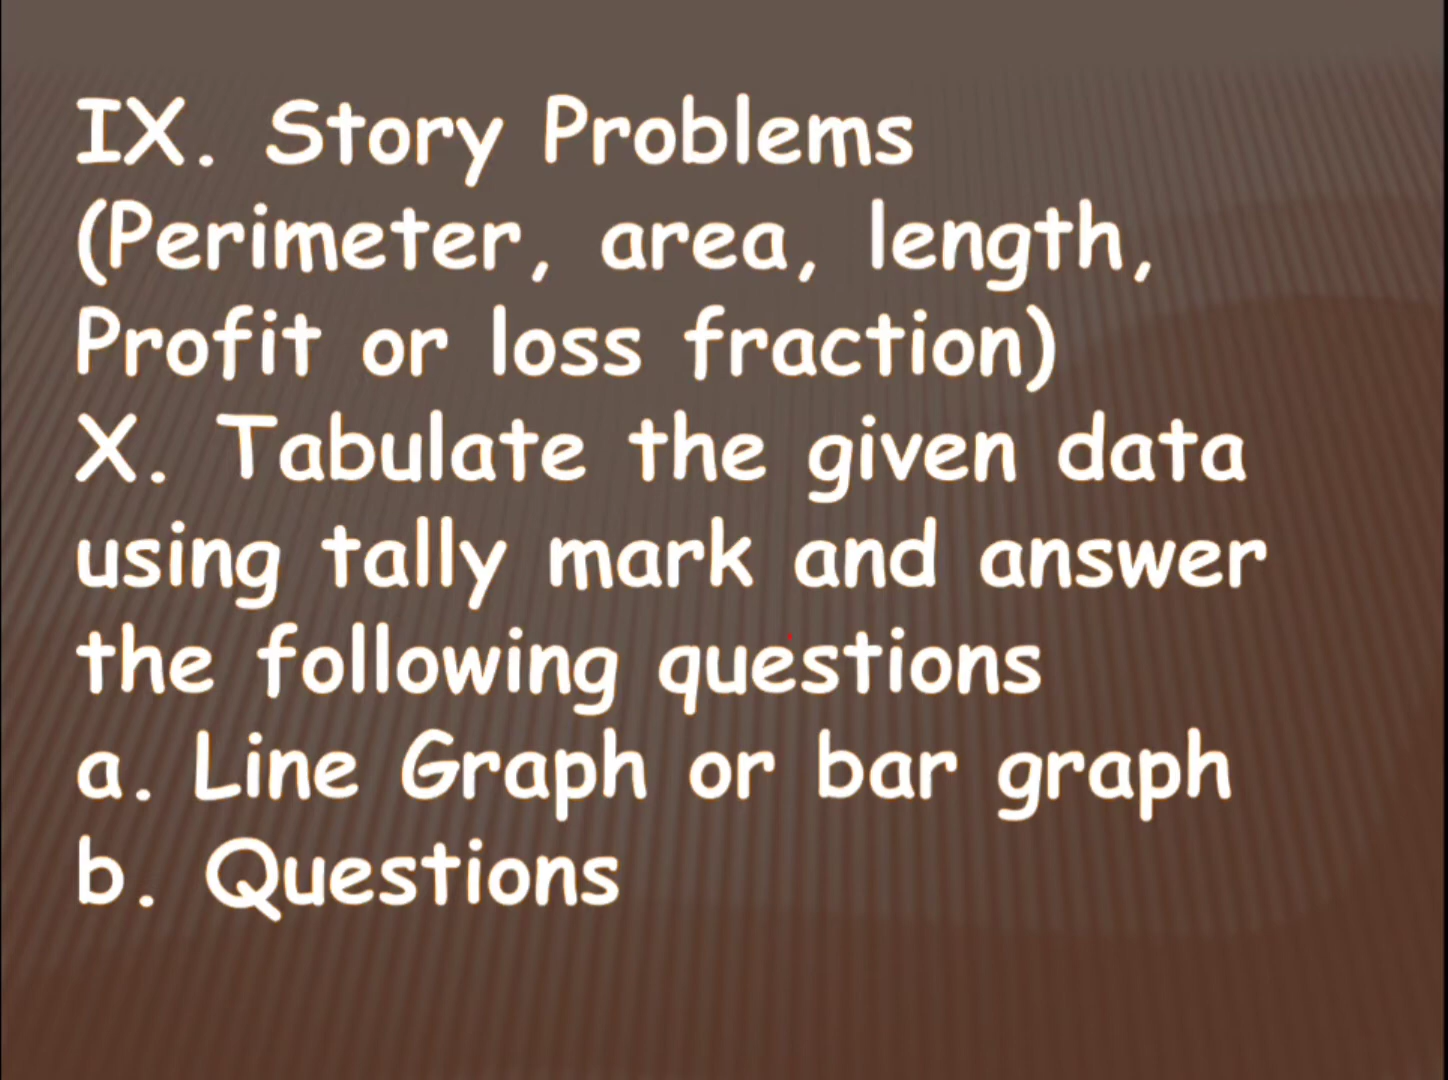 IX. Story Problems
(Perimeter, area, length,
Profit or loss fraction)
X. Tabulate the given data
using tally mark and answer
the following questions
a. Line Graph or bar graph
b. Questions